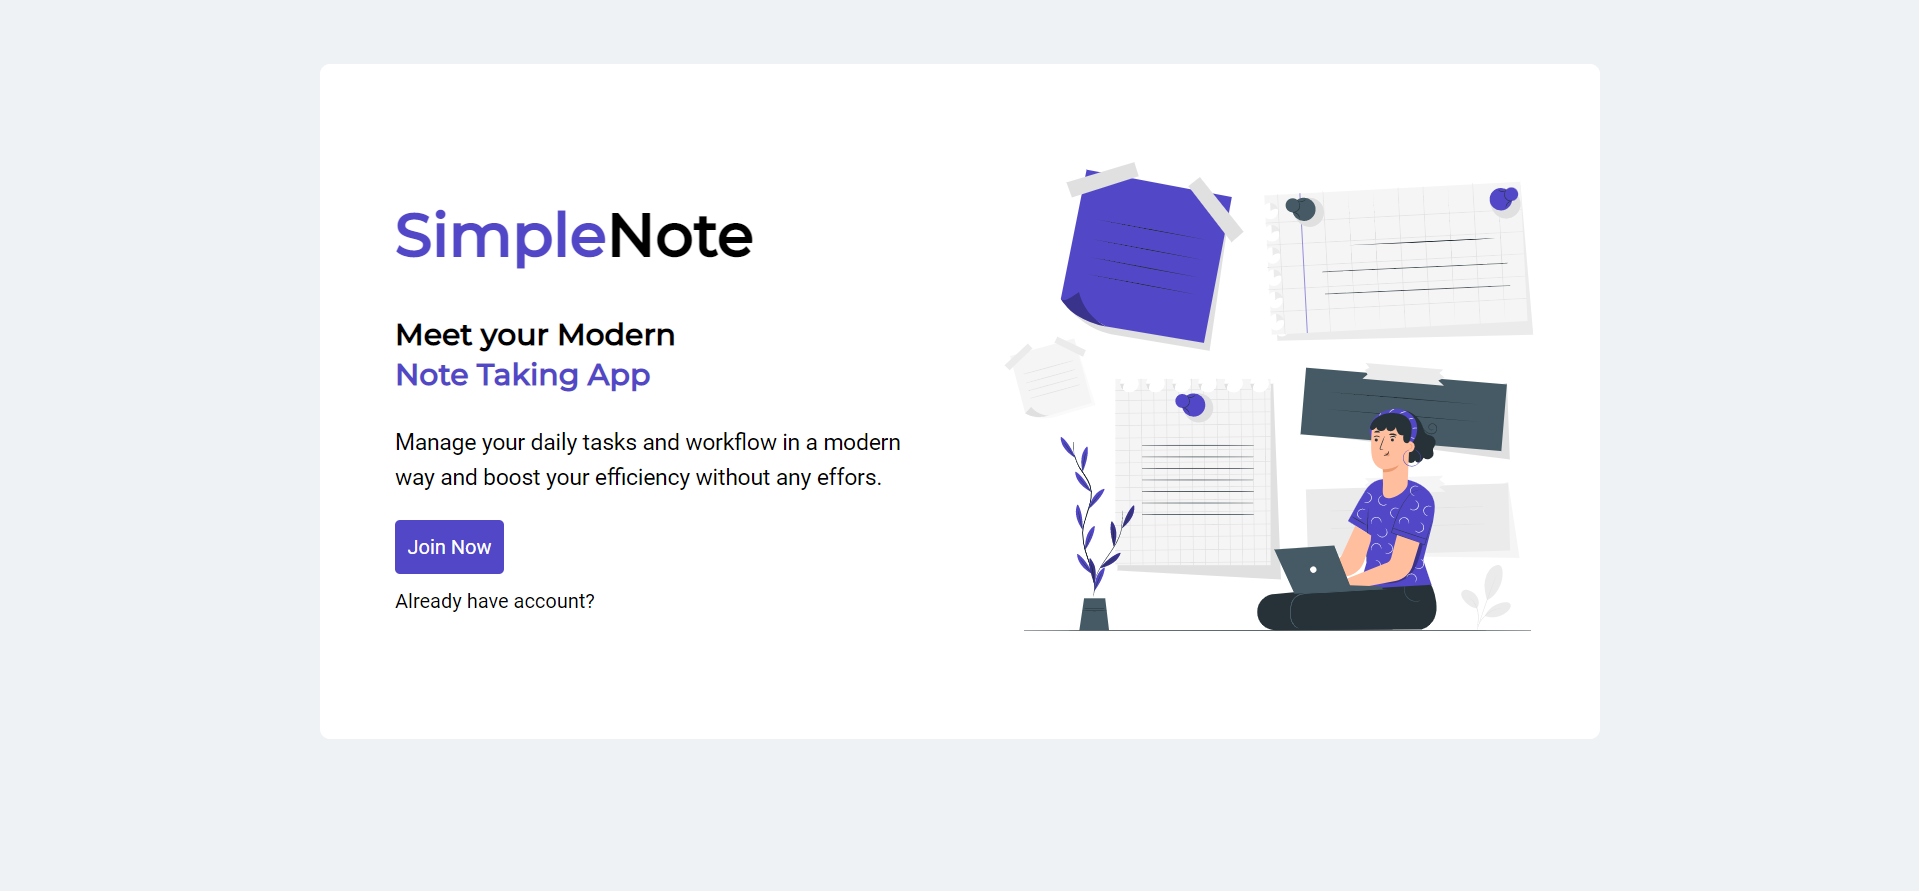 SimpleNote
Meet your Modern
Note Taking App
Manage your daily tasks and workflow in a modern
way and boost your efficiency without any effors.
Join Now
Already have account?